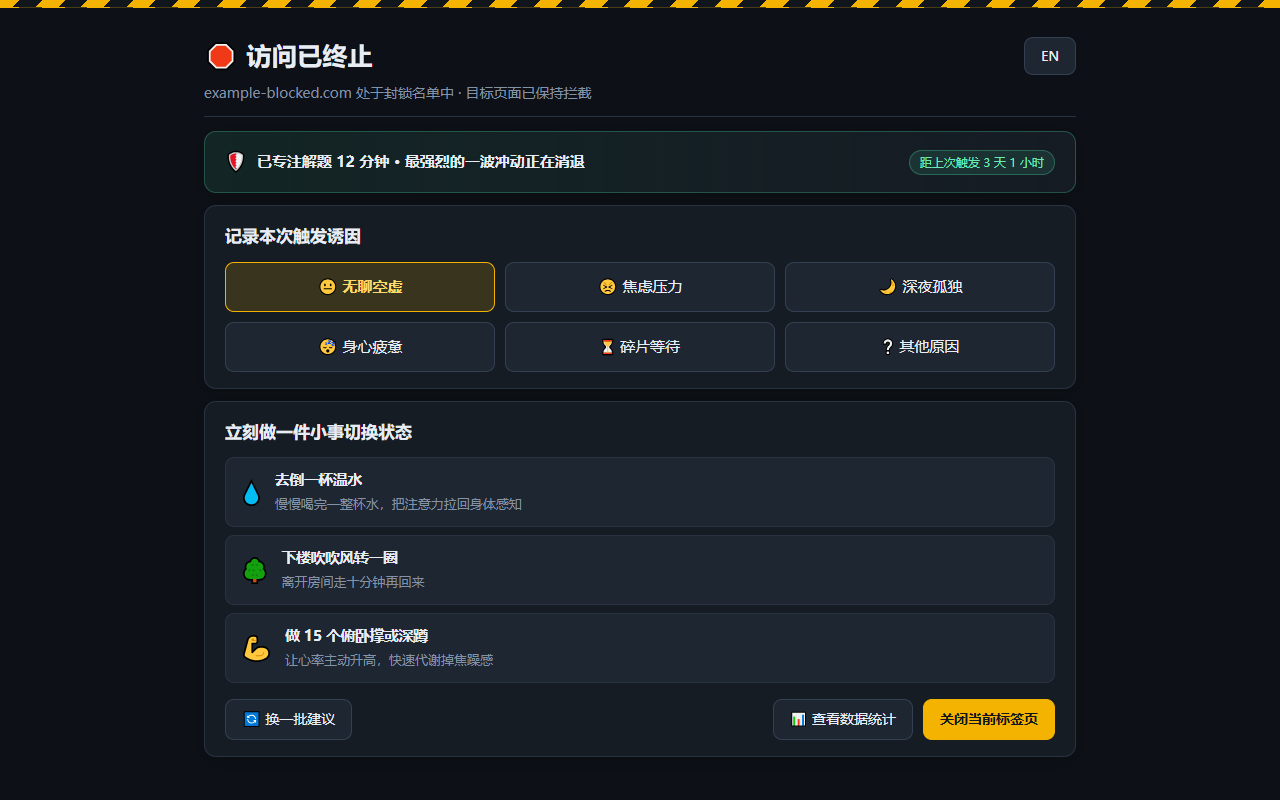 访问已终止
EN
example-blocked.com 处于封锁名单中 · 目标页面已保持拦截
已专注解题 12 分钟 • 最强烈的一波冲动正在消退
距上次触发 3 天 1 小时
记录本次触发诱因
无聊空虚
焦虑压力
深夜孤独
身心疲惫
碎片等待
? 其他原因
立刻做一件小事切换状态
去倒一杯温水
慢慢喝完一整杯水，把注意力拉回身体感知
下楼吹吹风转一圈
离开房间走十分钟再回来
做 15 个俯卧撑或深蹲
让心率主动升高，快速代谢掉焦躁感
换一批建议
查看数据统计
关闭当前标签页